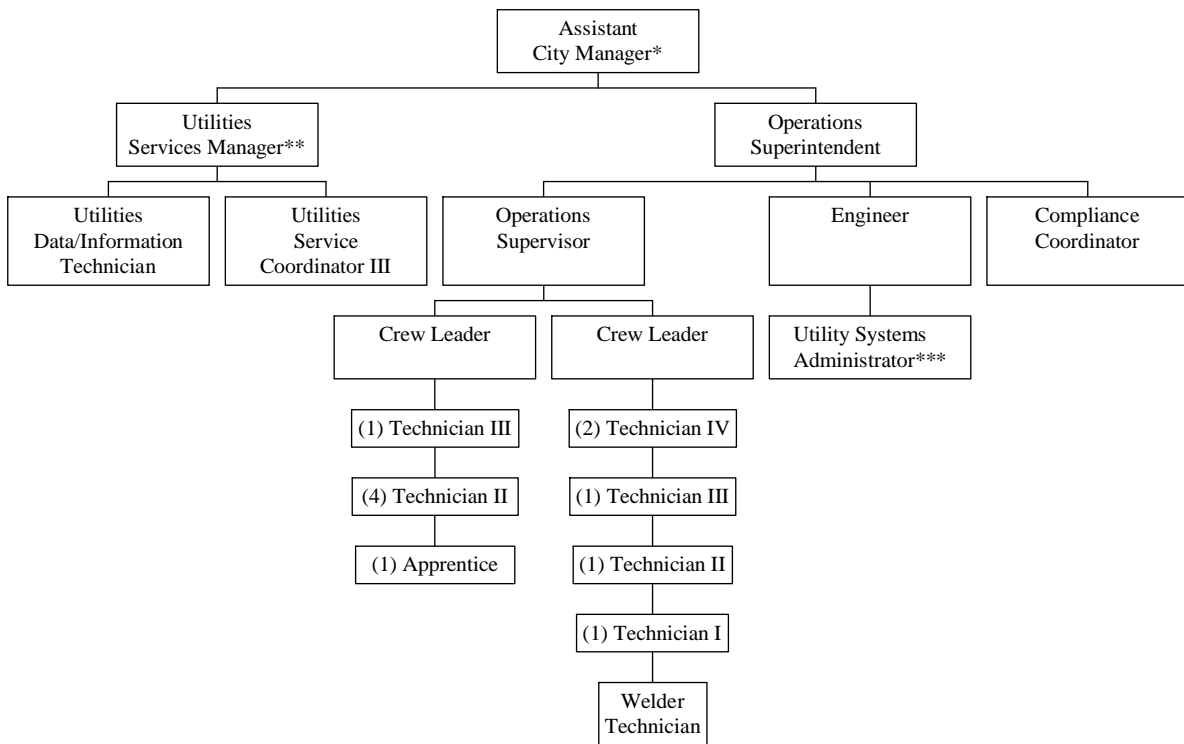 Assistant
City Manager*
Utilities
Services Manager**
Operations
Superintendent
Utilities
Data/Information
Technician
Utilities
Service
Coordinator III
Operations
Supervisor
Engineer
Compliance
Coordinator
Crew Leader
Crew Leader
Utility Systems
Administrator***
(1) Technician III
(2) Technician IV
(4) Technician II
(1) Technician III
(1) Apprentice
(1) Technician II
(1) Technician I
Welder
Technician